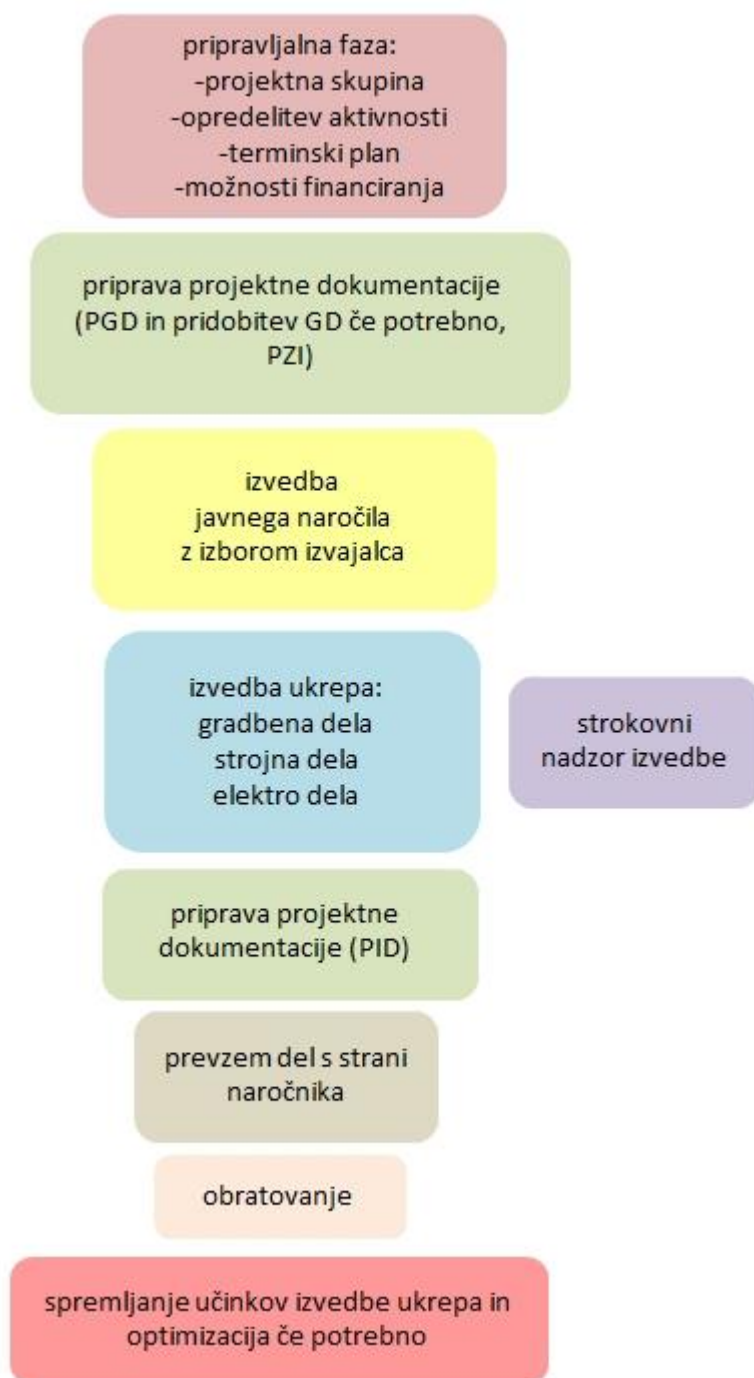 pripravljalna faza:
-projektna skupina
-opredelitev aktivnosti
-terminski plan
-možnosti financiranja
priprava projektne dokumentacije
(PGD in pridobitev GD če potrebno,
PZI)
izvedba
javnega naročila
z izborom izvajalca
izvedba ukrepa:
gradbena dela
strojna dela
elektro dela
strokovni
nadzor izvedbe
priprava projektne
dokumentacije (PID)
prevzem del s strani
naročnika
obratovanje
spremljanje učinkov izvedbe ukrepa in
optimizacija če potrebno